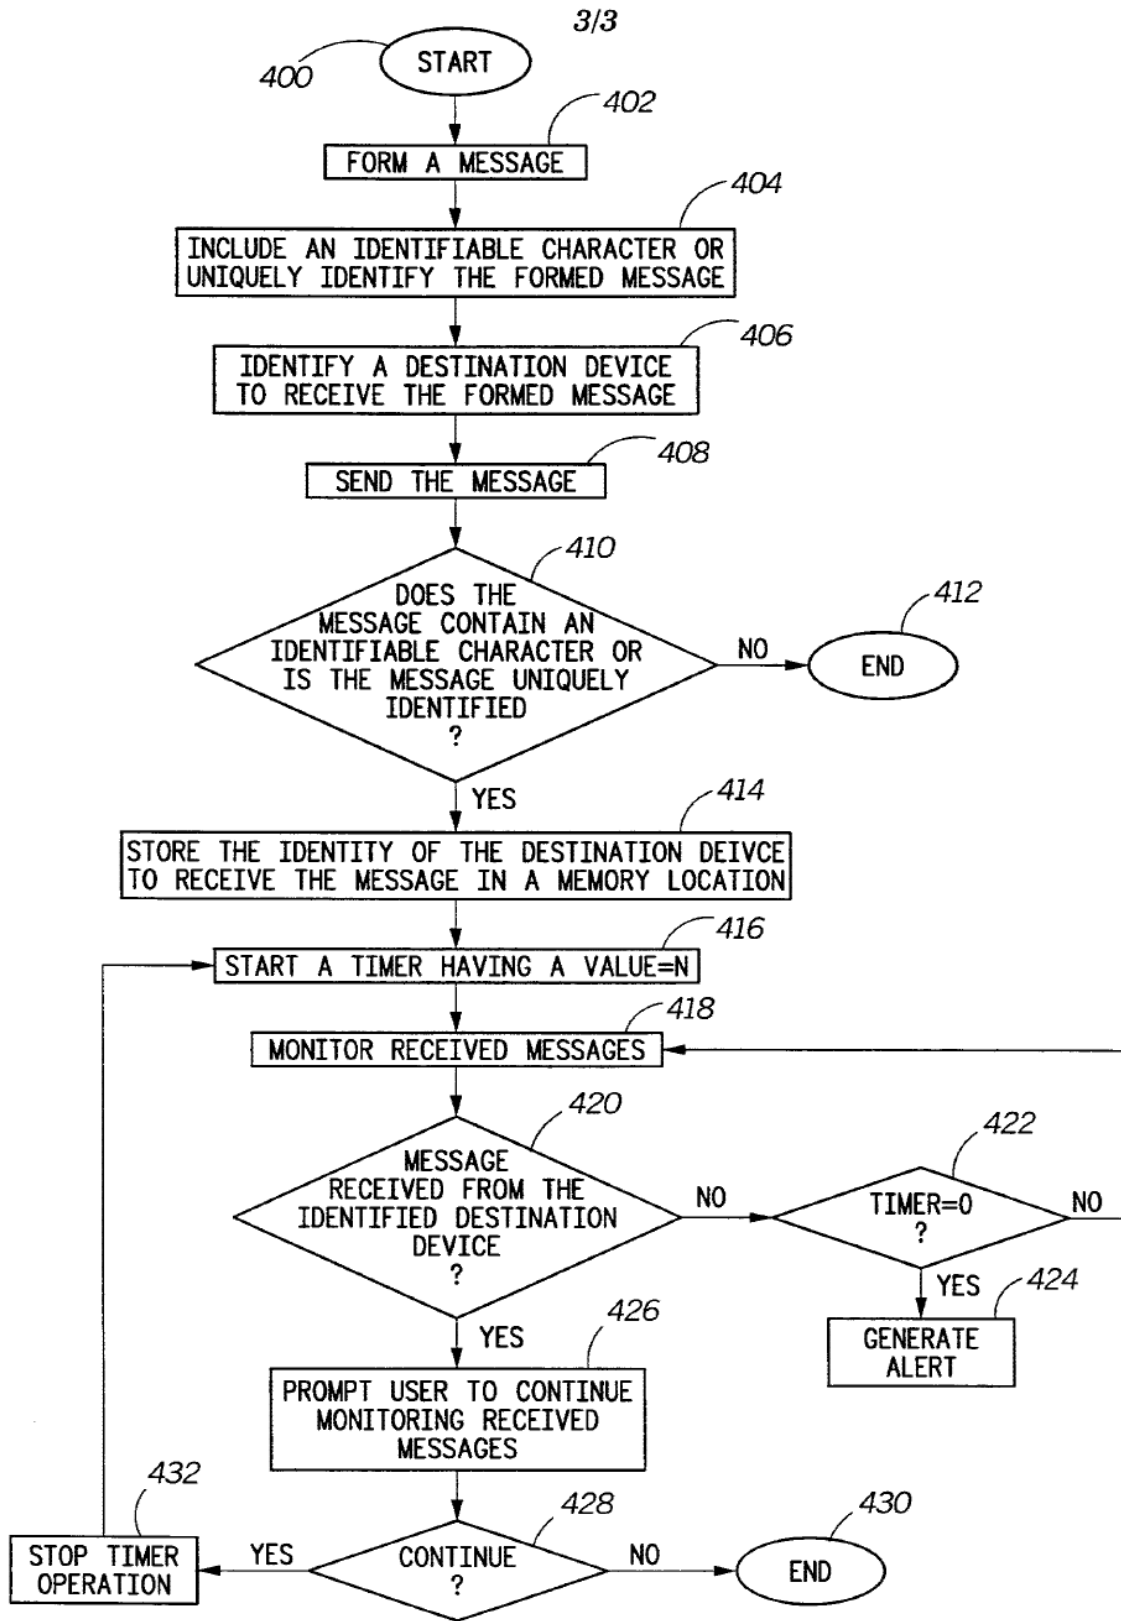 3/3
400
START
402
FORM A MESSAGE
404
INCLUDE AN IDENTIFIABLE CHARACTER OR
UNIQUELY IDENTIFY THE FORMED MESSAGE
406
IDENTIFY A DESTINATION DEVICE
TO RECEIVE THE FORMED MESSAGE
408
SEND THE MESSAGE
410
DOES THE
MESSAGE CONTAIN AN
IDENTIFIABLE CHARACTER OR
IS THE MESSAGE UNIQUELY
IDENTIFIED
?
NO
412
END
YES
414
STORE THE IDENTITY OF THE DESTINATION DEIVCE
TO RECEIVE THE MESSAGE IN A MEMORY LOCATION
416
START A TIMER HAVING A VALUE=N
418
MONITOR RECEIVED MESSAGES
420
MESSAGE
RECEIVED FROM THE
IDENTIFIED DESTINATION
DEVICE
?
NO
422
TIMER=0
?
NO
YES
424
GENERATE
ALERT
YES
426
PROMPT USER TO CONTINUE
MONITORING RECEIVED
MESSAGES
428
CONTINUE
?
YES
432
STOP TIMER
OPERATION
NO
430
END